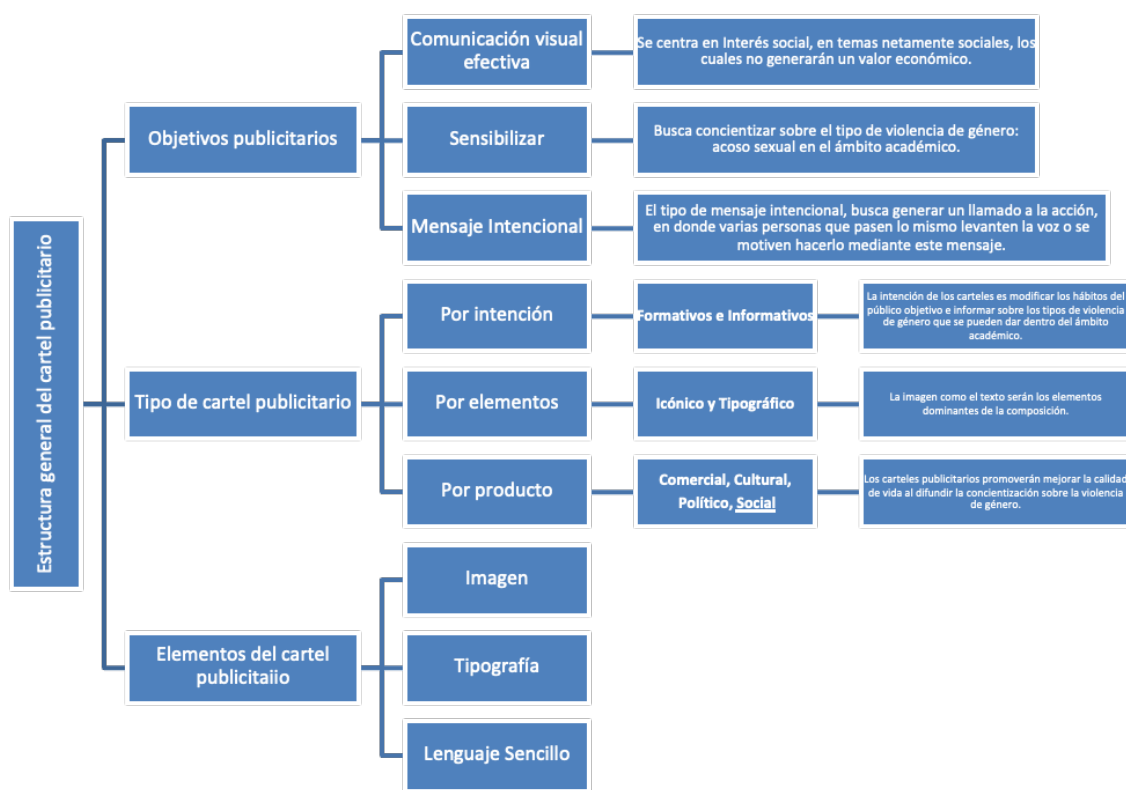 Estructura general del cartel publicitario
Objetivos publicitarios
Comunicación visual
efectiva
Se centra en Interés social, en temas netamente sociales, los
cuales no generarán un valor económico.
Sensibilizar
Busca concientizar sobre el tipo de violencia de género:
acoso sexual en el ámbito académico.
Mensaje Intencional
El tipo de mensaje intencional, busca generar un llamado a la acción,
en donde varias personas que pasen lo mismo levanten la voz o se
motiven hacerlo mediante este mensaje.
Tipo de cartel publicitario
Por intención
Formativos e Informativos
La intención de los carteles es modificar los hábitos del
público objetivo e informar sobre los tipos de violencia
de género que se pueden dar dentro del ámbito
académico.
Por elementos
Icónico y Tipográfico
La imagen como el texto serán los elementos
dominantes de la composición.
Por producto
Comercial, Cultural,
Político, Social
Los carteles publicitarios promoverán mejorar la calidad
de vida al difundir la concientización sobre la violencia
de género.
Elementos del cartel
publicitaiio
Imagen
Tipografía
Lenguaje Sencillo